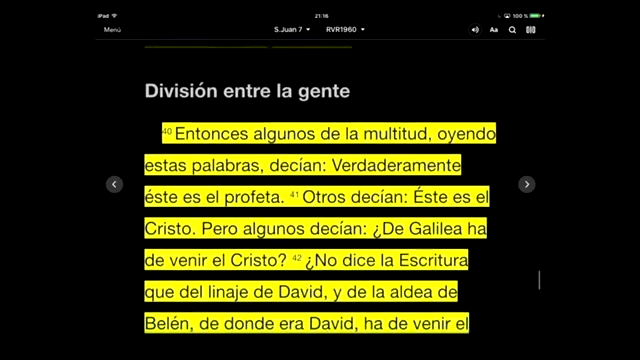 iPad
21:16
100 %
Menú
S.Juan 7
RVR1960
Aa
División entre la gente
40 Entonces algunos de la multitud, oyendo
estas palabras, decían: Verdaderamente
éste es el profeta. 41 Otros decían: Éste es el
Cristo. Pero algunos decían: ¿De Galilea ha
de venir el Cristo? 42 ¿No dice la Escritura
que del linaje de David, y de la aldea de
Belén, de donde era David, ha de venir el